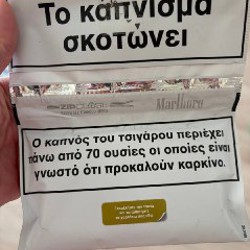 Το κάπνισμα
σκοτώνει
Marlboro
Ο καπνός του τσιγάρου περιέχει
πάνω από 70 ουσίες οι οποίες είναι
γνωστό ότι προκαλούν καρκίνο.